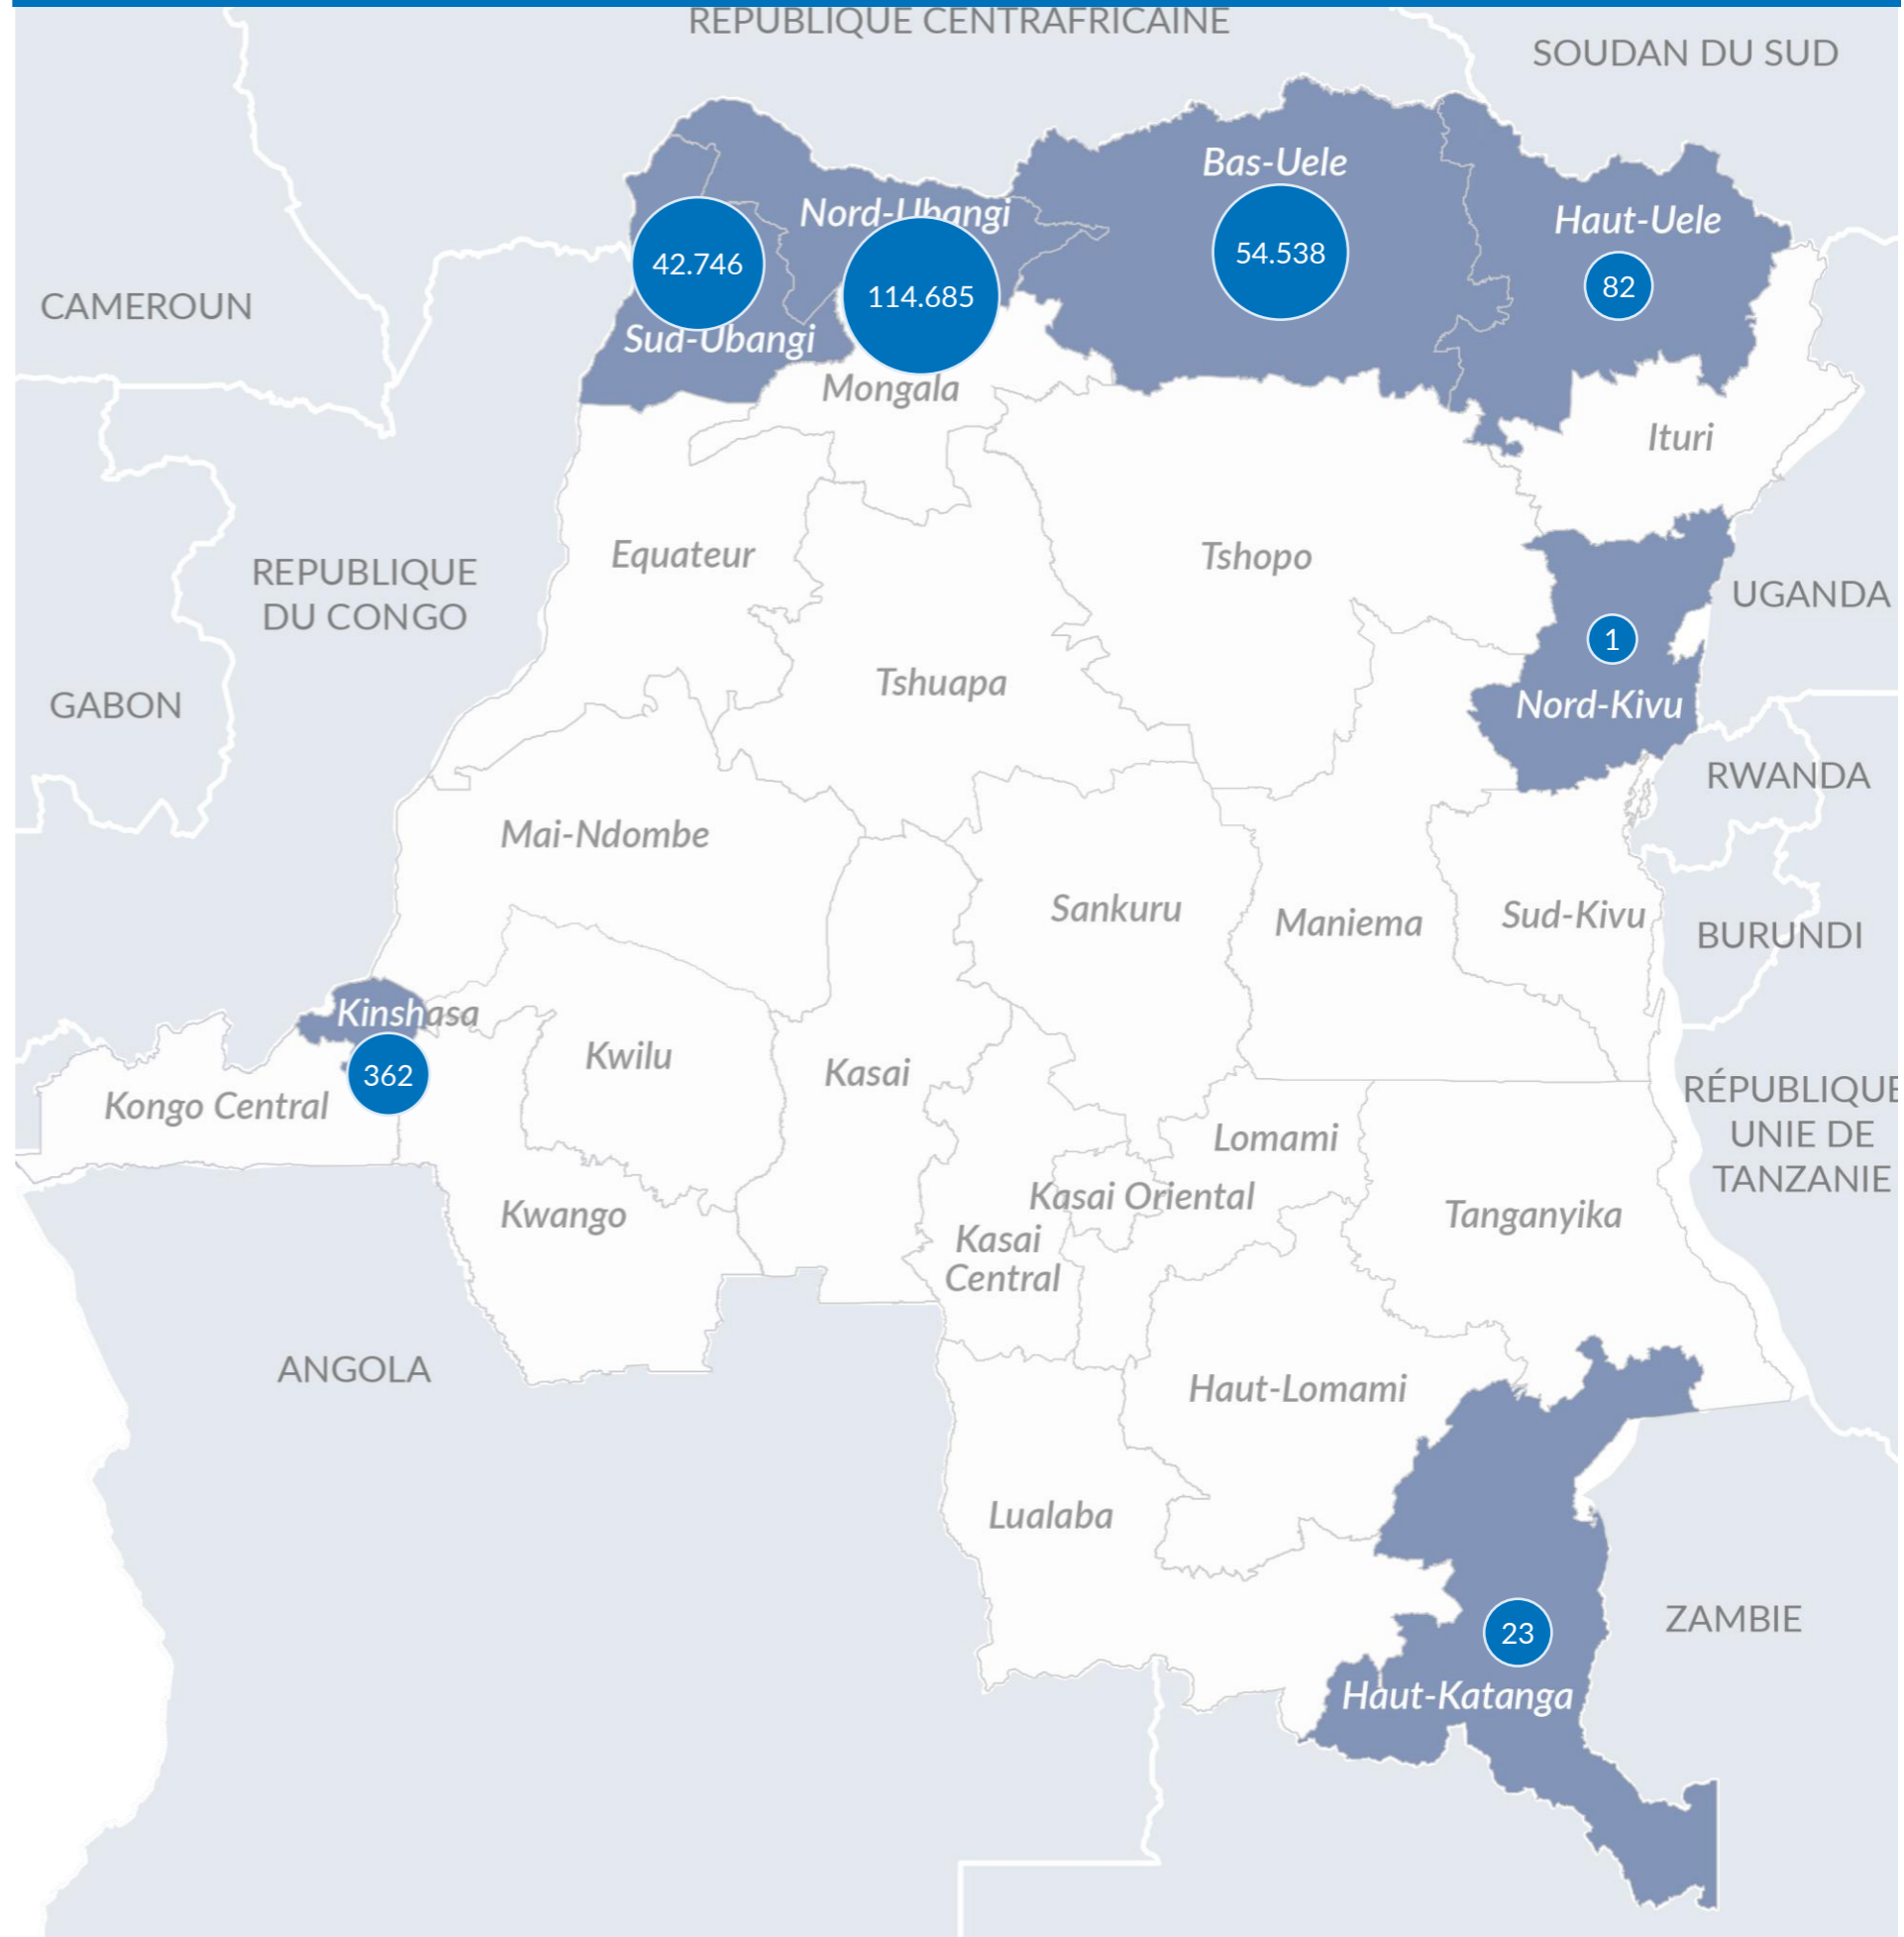 REPUBLIQUE CENTRAFRICAINE
SOUDAN DU SUD
Bas-Uele
Nord-Ubangi
Haut-Uele
54.538
42.746
82
114.685
CAMEROUN
Sud-Ubangi
Mongala
Ituri
Equateur
Tshopo
REPUBLIQUE
DU CONGO
UGANDA
1
Tshuapa
GABON
Nord-Kivu
RWANDA
Mai-Ndombe
Sankuru
Maniema
Sud-Kivu
BURUNDI
Kinshasa
Kwilu
Kasai
362
Kongo Central
RÉPUBLIQUE
UNIE DE
TANZANIE
Lomami
Kasai Oriental
Kwango
Tanganyika
Kasai
Central
ANGOLA
Haut-Lomami
Lualaba
ZAMBIE
23
Haut-Katanga